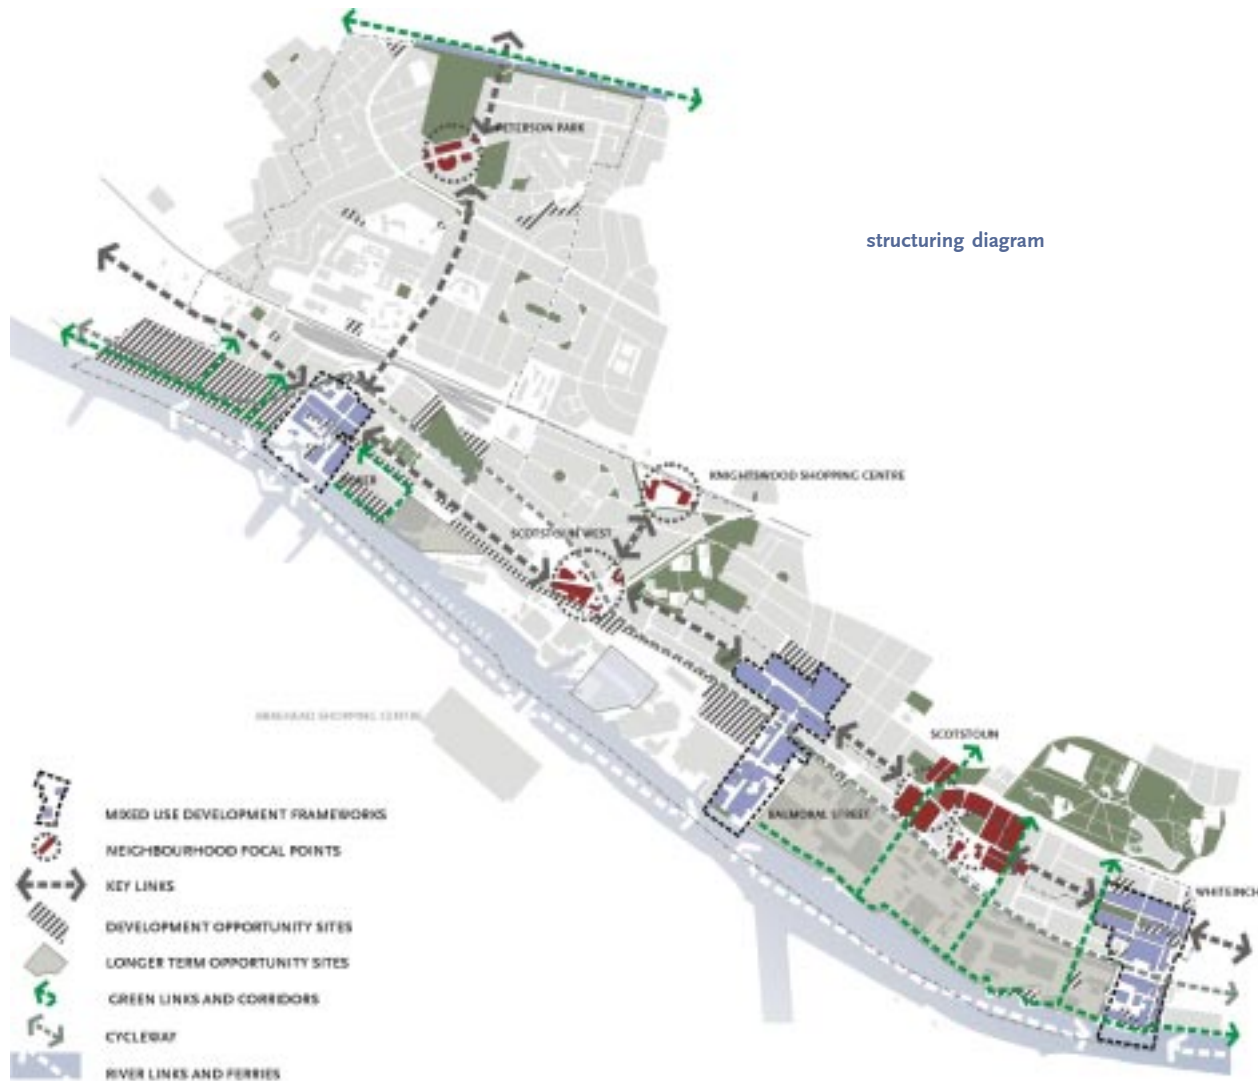 PETERSON PARK
structuring diagram
KNIGHTSWOOD SHOPPING CENTRE
SCOTSTOUN WEST
SHOPPING CENTRE
SCOTSTOUN
BALMORAL STREET
WHITEINCH
MIXED USE DEVELOPMENT FRAMEWORKS
NEIGHBOURHOOD FOCAL POINTS
KEY LINKS
DEVELOPMENT OPPORTUNITY SITES
LONGER TERM OPPORTUNITY SITES
GREEN LINKS AND CORRIDORS
CYCLEWAY
RIVER LINKS AND FERRIES